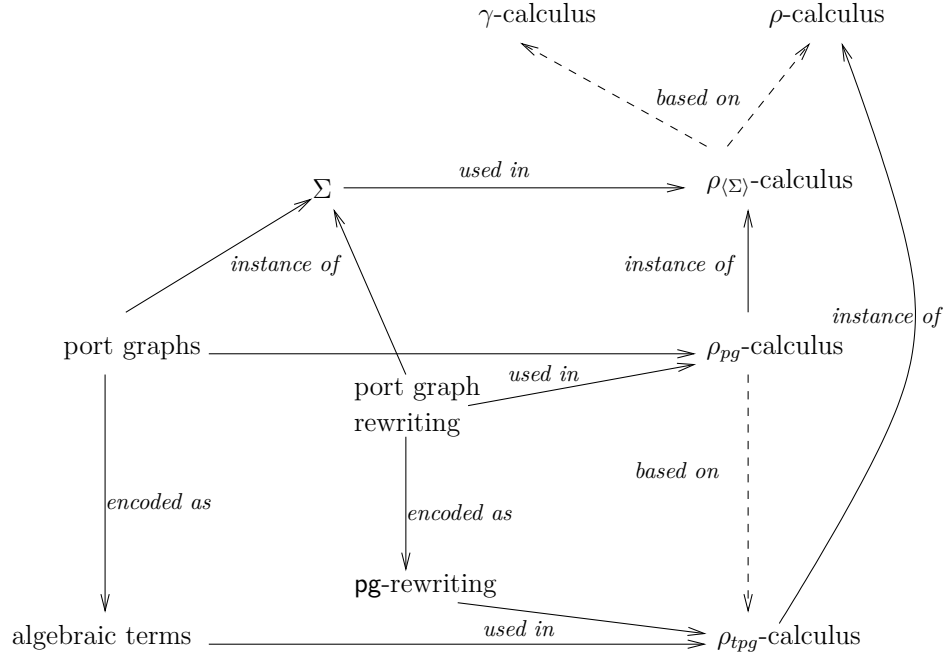 γ-calculus
ρ-calculus
based on
Σ
used in
ρ⟨Σ⟩-calculus
instance of
instance of
instance of
port graphs
ρpg-calculus
used in
port graph
rewriting
based on
encoded as
encoded as
pg-rewriting
algebraic terms
used in
ρtpg-calculus